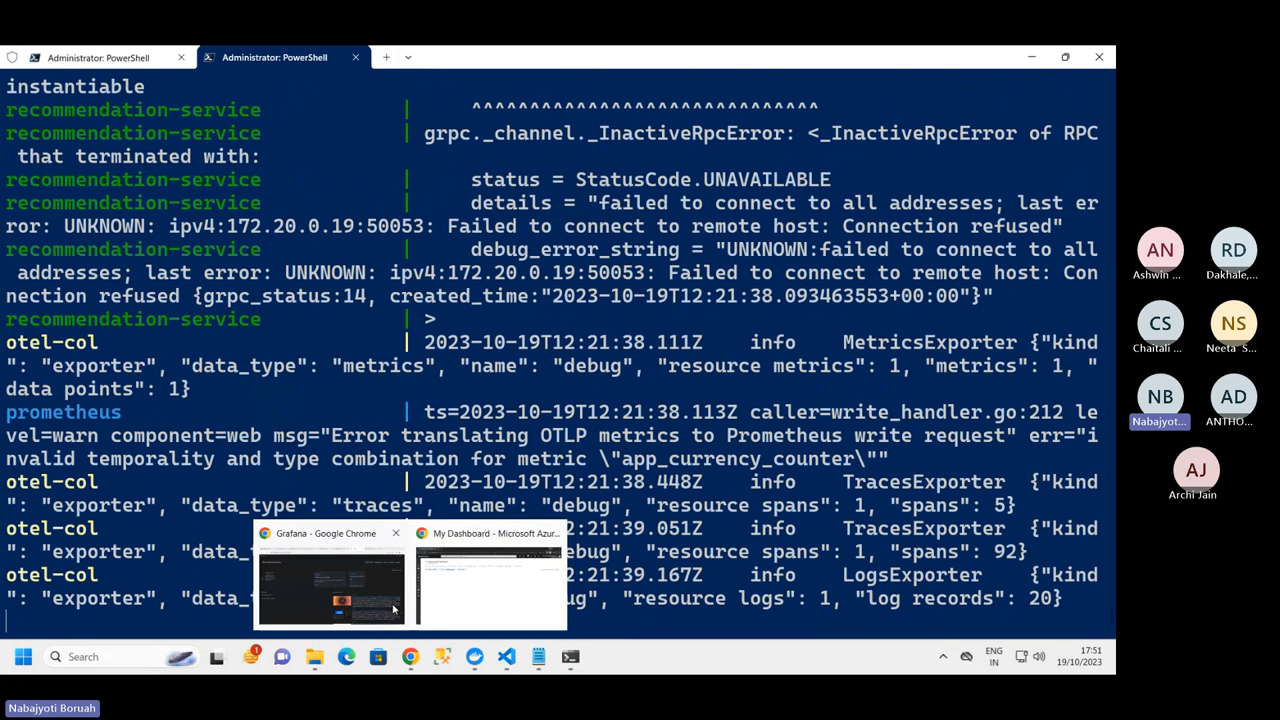 Administrator: PowerShell
Administrator: PowerShell
instantiable
recommendation-service | ^^^^^^^^^^^^^^^^^^^^^^^^^^^^^^
recommendation-service | grpc._channel._InactiveRpcError: <_InactiveRpcError of RPC
that terminated with:
recommendation-service | status = StatusCode.UNAVAILABLE
recommendation-service | details = "failed to connect to all addresses; last er
ror: UNKNOWN: ipv4:172.20.0.19:50053: Failed to connect to remote host: Connection refused"
recommendation-service | debug_error_string = "UNKNOWN:failed to connect to all
addresses; last error: UNKNOWN: ipv4:172.20.0.19:50053: Failed to connect to remote host: Con
nection refused {grpc_status:14, created_time:"2023-10-19T12:21:38.093463553+00:00"}"
recommendation-service | >
otel-col | 2023-10-19T12:21:38.111Z info MetricsExporter {"kind
": "exporter", "data_type": "metrics", "name": "debug", "resource metrics": 1, "metrics": 1, "
data points": 1}
prometheus | ts=2023-10-19T12:21:38.113Z caller=write_handler.go:212 le
vel=warn component=web msg="Error translating OTLP metrics to Prometheus write request" err="i
nvalid temporality and type combination for metric \"app_currency_counter\""
otel-col | 2023-10-19T12:21:38.448Z info TracesExporter {"kind
": "exporter", "data_type": "traces", "name": "debug", "resource spans": 1, "spans": 5}
otel-col :21:39.051Z info TracesExporter {"kind
": "exporter", "data_ bug", "resource spans": 1, "spans": 92}
otel-col :21:39.167Z info LogsExporter {"kind
": "exporter", "data_t ug", "resource logs": 1, "log records": 20}
Grafana - Google Chrome
My Dashboard - Microsoft Azur...
Search
1
ENG
IN
17:51
19/10/2023
AN
Ashwin ...
RD
Dakhale,...
CS
Chaitali ...
NS
Neeta S...
NB
Nabajyot...
AD
ANTHO...
AJ
Archi Jain
Nabajyoti Boruah